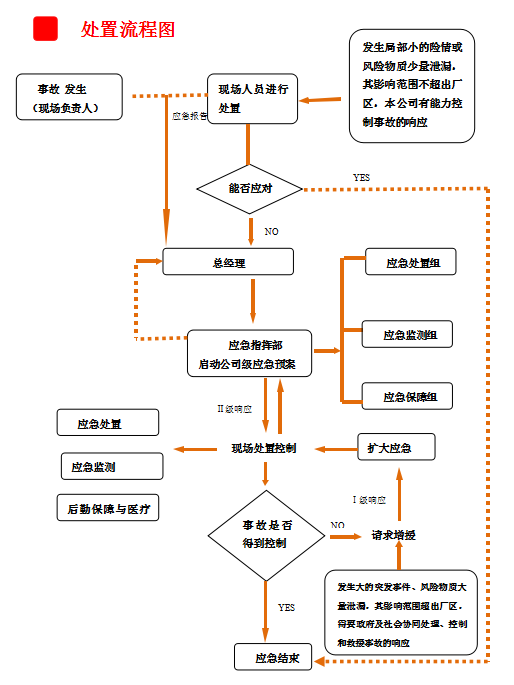 处置流程图
发生局部小的险情或
风险物质少量泄漏，
其影响范围不超出厂
区，本公司有能力控
制事故的响应
事故 发生
（现场负责人）
现场人员进行
处置
应急报告
能否应对
YES
NO
总经理
应急处置组
应急指挥部
启动公司级应急预案
应急监测组
应急保障组
II级响应
应急处置
现场处置控制
扩大应急
应急监测
I 级响应
后勤保障与医疗
事故是否
得到控制
NO
请求增援
发生大的突发事件、风险物质大
量泄漏，其影响范围超出厂区，
得要政府及社会协同处理、控制
和救援事故的响应
YES
应急结束